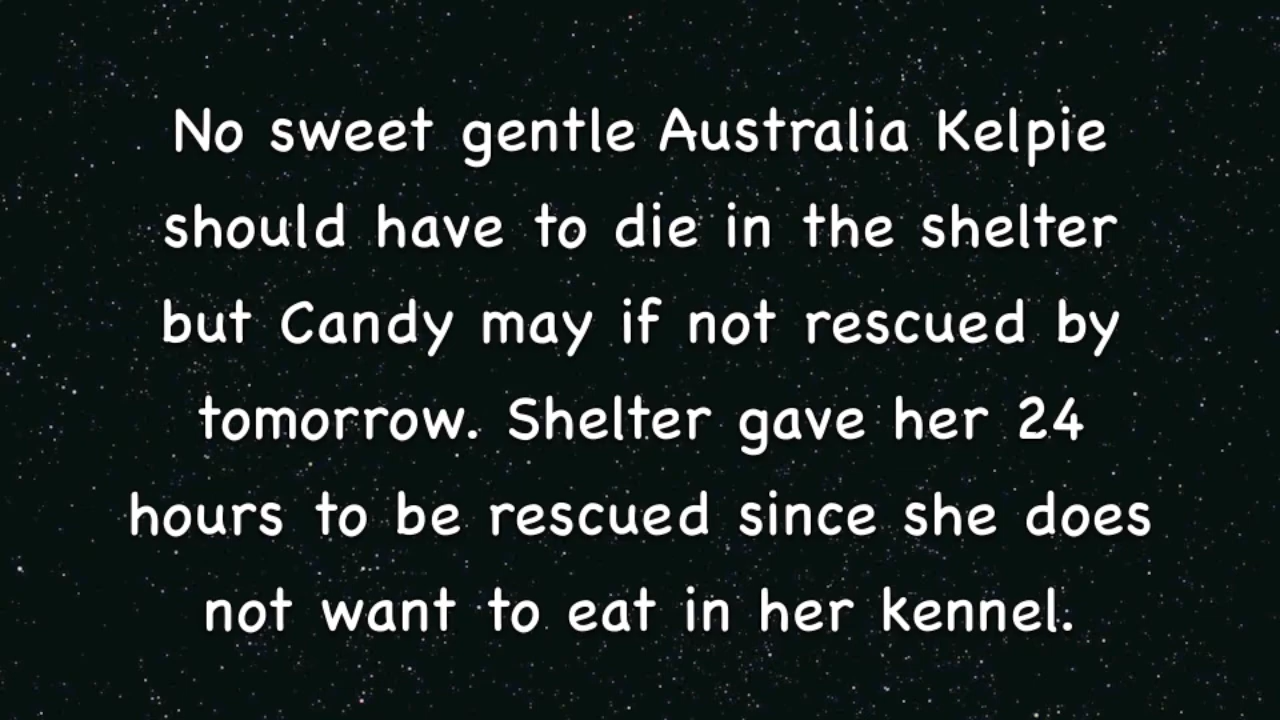 No sweet gentle Australia Kelpie
should have to die in the shelter
but Candy may if not rescued by
tomorrow. Shelter gave her 24
hours to be rescued since she does
not want to eat in her kennel.